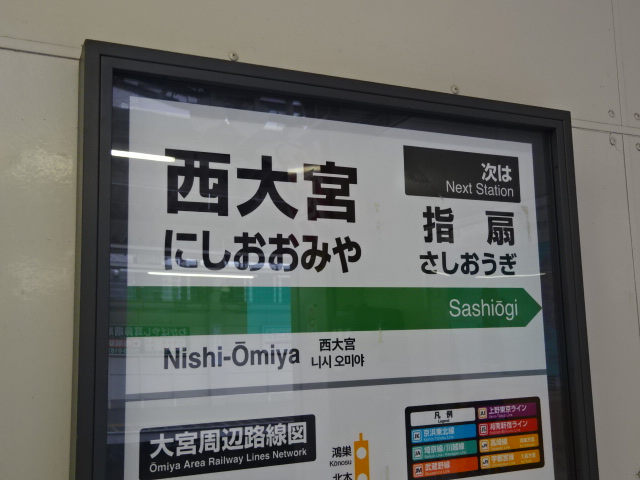 西大宮
にしおおみや
次は
Next Station
指扇
さしおうぎ
Sashiōgi
Nishi-Ōmiya
西大宮
니시 오미야
大宮周辺路線図
Ōmiya Area Railway Lines Network
鴻巣
Kōnosu
北本
凡例
京浜東北線
埼京線/川越線
武蔵野線
上野東京ライン
湘南新宿ライン
高崎線
宇都宮線